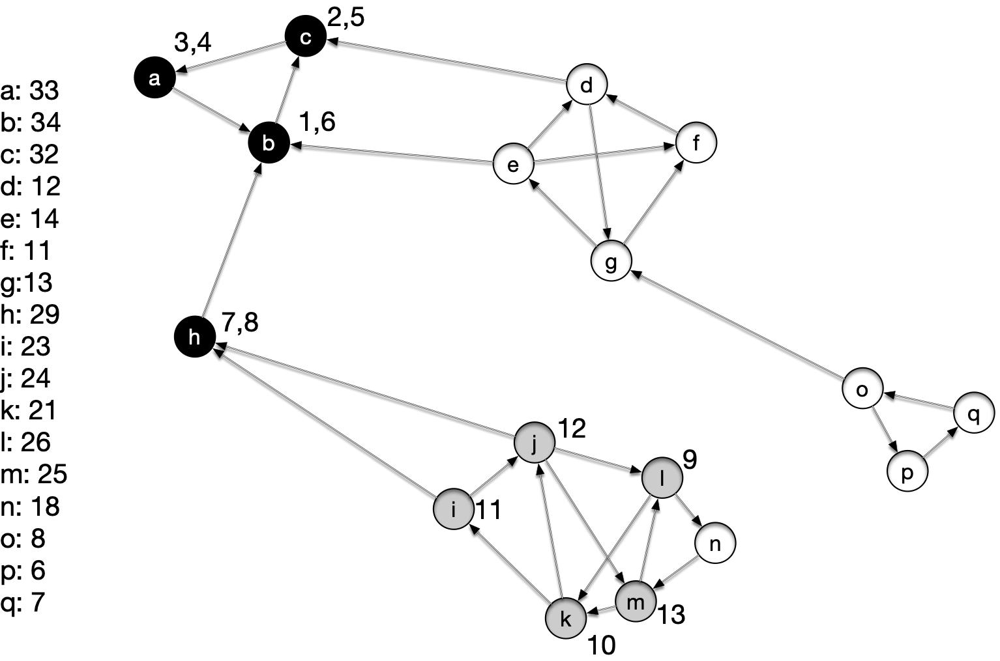 a: 33
b: 34
c: 32
d: 12
e: 14
f: 11
g:13
h: 29
i: 23
j: 24
k: 21
l: 26
m: 25
n: 18
o: 8
p: 6
q: 7
c
2,5
3,4
a
d
1,6
b
f
e
g
7,8
h
o
q
p
j
12
l
9
i
11
n
m
13
k
10